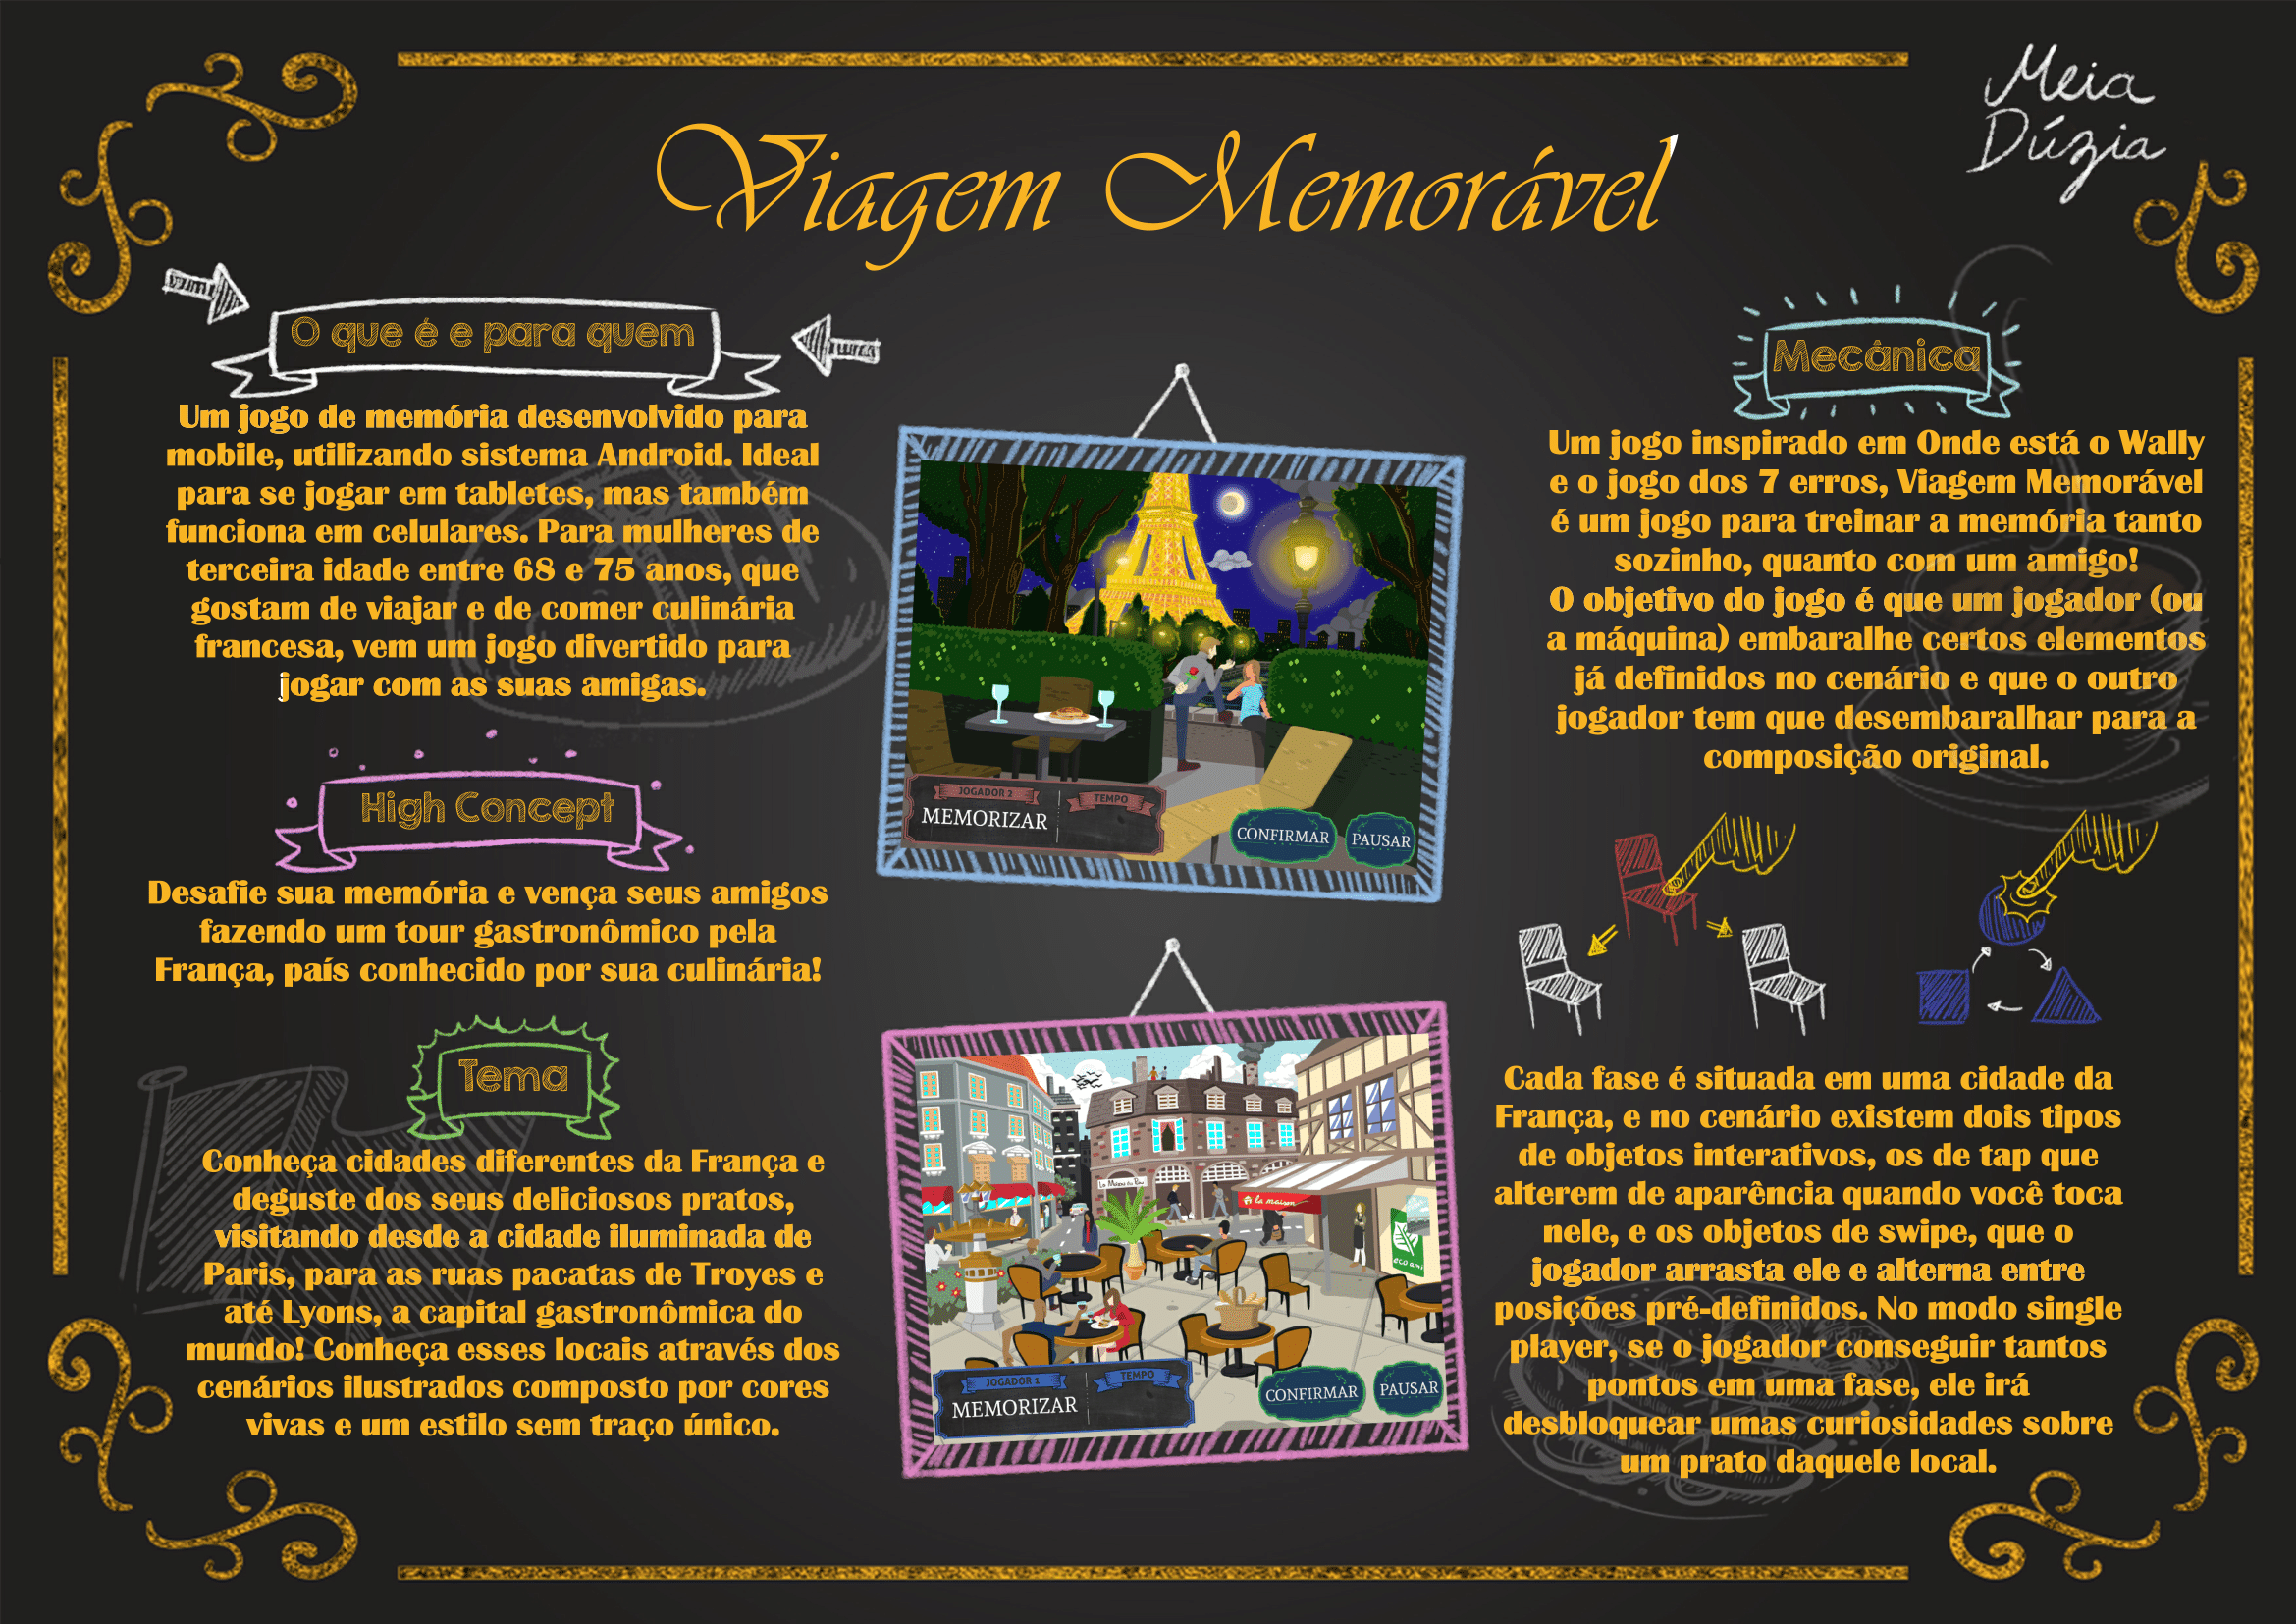 Meia
Dúzia
Viagem Memorável
O que é e para quem
Um jogo de memória desenvolvido para
mobile, utilizando sistema Android. Ideal
para se jogar em tabletes, mas também
funciona em celulares. Para mulheres de
terceira idade entre 68 e 75 anos, que
gostam de viajar e de comer culinária
francesa, vem um jogo divertido para
jogar com as suas amigas.
High Concept
Desafie sua memória e vença seus amigos
fazendo um tour gastronômico pela
França, país conhecido por sua culinária!
Tema
Conheça cidades diferentes da França e
deguste dos seus deliciosos pratos,
visitando desde a cidade iluminada de
Paris, para as ruas pacatas de Troyes e
até Lyons, a capital gastronômica do
mundo! Conheça esses locais através dos
cenários ilustrados composto por cores
vivas e um estilo sem traço único.
JOGADOR 2
TEMPO
MEMORIZAR
CONFIRMAR
PAUSAR
La Maison du Pain
la maison
eco ami
JOGADOR 1
TEMPO
MEMORIZAR
CONFIRMAR
PAUSAR
Mecânica
Um jogo inspirado em Onde está o Wally
e o jogo dos 7 erros, Viagem Memorável
é um jogo para treinar a memória tanto
sozinho, quanto com um amigo!
O objetivo do jogo é que um jogador (ou
a máquina) embaralhe certos elementos
já definidos no cenário e que o outro
jogador tem que desembaralhar para a
composição original.
Cada fase é situada em uma cidade da
França, e no cenário existem dois tipos
de objetos interativos, os de tap que
alterem de aparência quando você toca
nele, e os objetos de swipe, que o
jogador arrasta ele e alterna entre
posições pré-definidos. No modo single
player, se o jogador conseguir tantos
pontos em uma fase, ele irá
desbloquear umas curiosidades sobre
um prato daquele local.